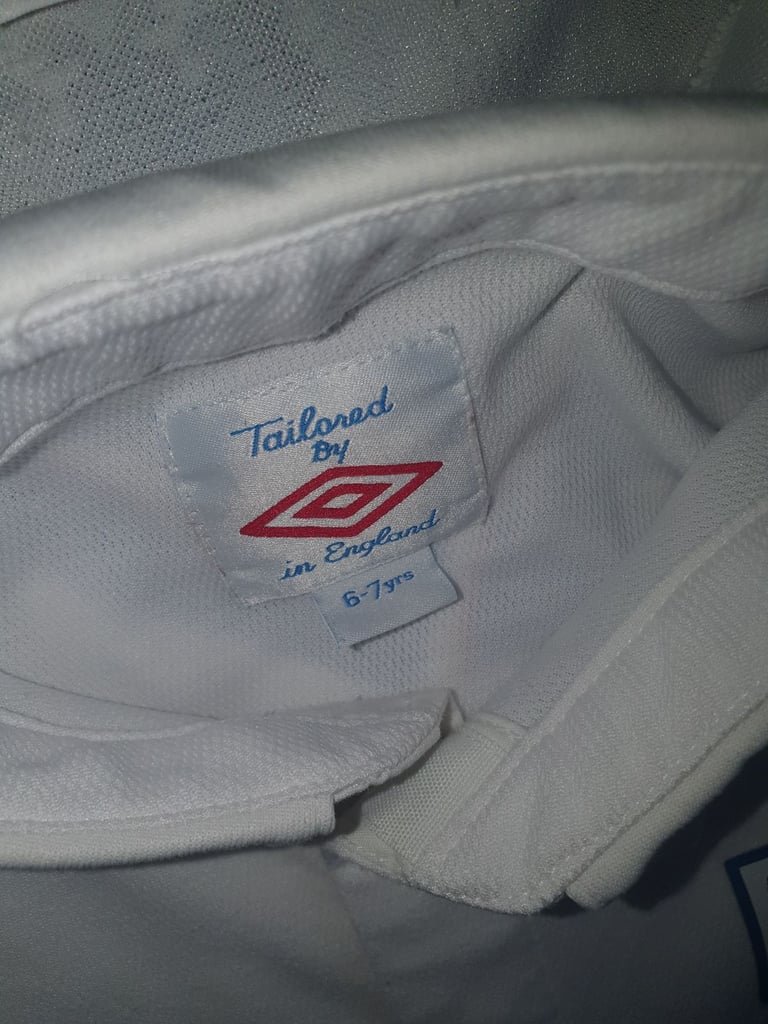 Tailored
By
in England
6-7yrs